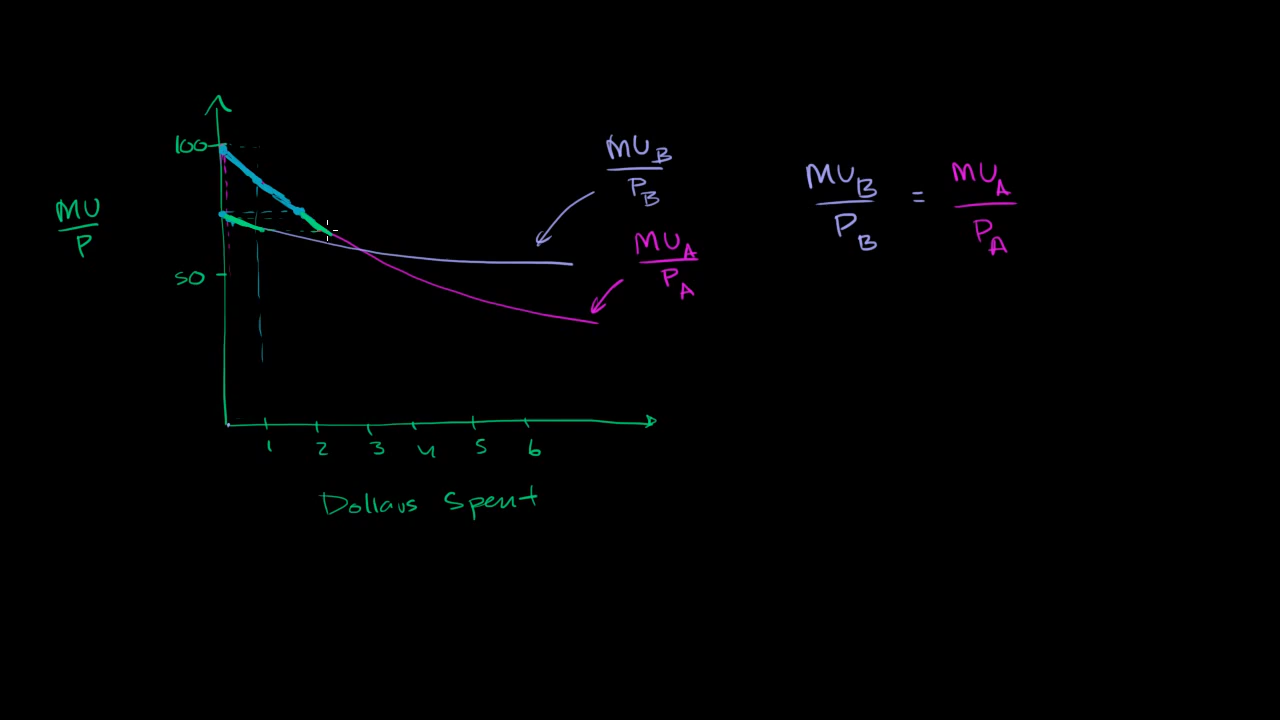 100
MU
P
50
1 2 3 4 5 6
Dollars Spent
MU_B
P_B
MU_A
P_A
MU_B = MU_A
P_B P_A